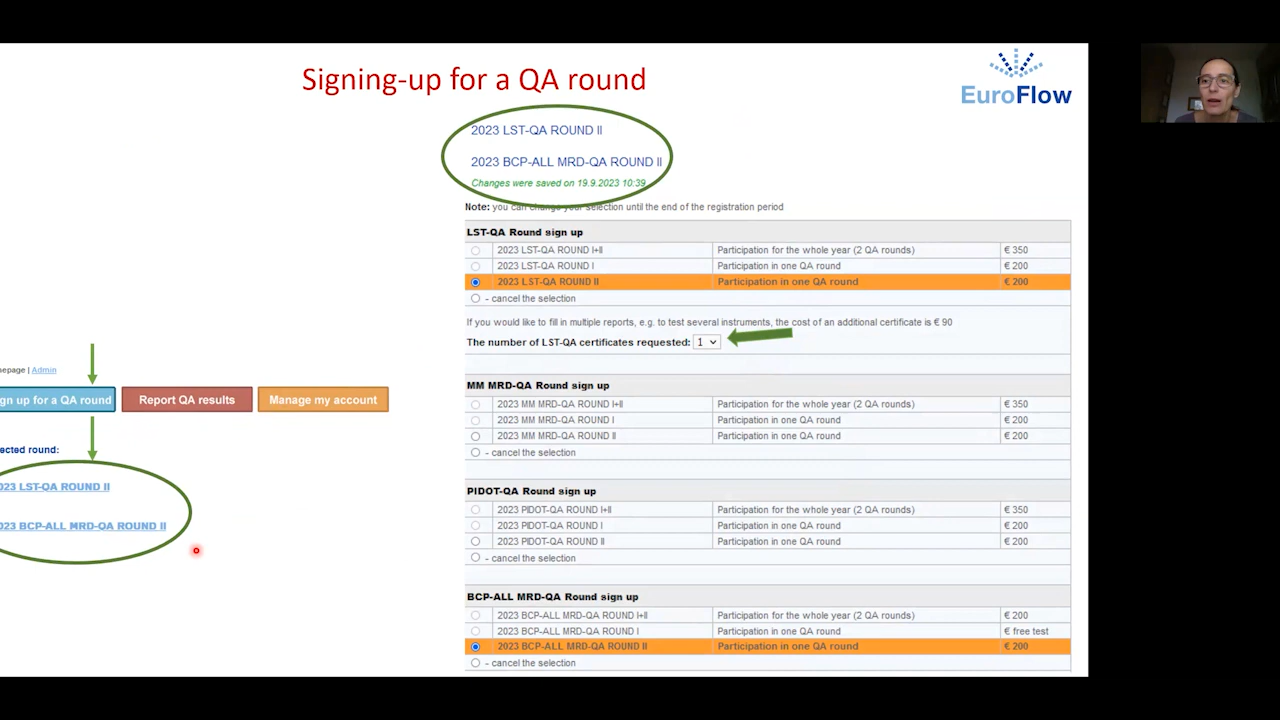 Signing-up for a QA round
EuroFlow
2023 LST-QA ROUND II
2023 BCP-ALL MRD-QA ROUND II
Changes were saved on 19.9.2023 10:39
Note: you can change your selection until the end of the registration period
LST-QA Round sign up
2023 LST-QA ROUND I+II Participation for the whole year (2 QA rounds) € 350
2023 LST-QA ROUND I Participation in one QA round € 200
2023 LST-QA ROUND II Participation in one QA round € 200
- cancel the selection
If you would like to fill in multiple reports, e.g. to test several instruments, the cost of an additional certificate is € 90
The number of LST-QA certificates requested: 1
MM MRD-QA Round sign up
2023 MM MRD-QA ROUND I+II Participation for the whole year (2 QA rounds) € 350
2023 MM MRD-QA ROUND I Participation in one QA round € 200
2023 MM MRD-QA ROUND II Participation in one QA round € 200
- cancel the selection
PIDOT-QA Round sign up
2023 PIDOT-QA ROUND I+II Participation for the whole year (2 QA rounds) € 350
2023 PIDOT-QA ROUND I Participation in one QA round € 200
2023 PIDOT-QA ROUND II Participation in one QA round € 200
- cancel the selection
BCP-ALL MRD-QA Round sign up
2023 BCP-ALL MRD-QA ROUND I+II Participation for the whole year (2 QA rounds) € 200
2023 BCP-ALL MRD-QA ROUND I Participation in one QA round € free test
2023 BCP-ALL MRD-QA ROUND II Participation in one QA round € 200
- cancel the selection
mepage | Admin
gn up for a QA round Report QA results Manage my account
ected round:
023 LST-QA ROUND II
023 BCP-ALL MRD-QA ROUND II